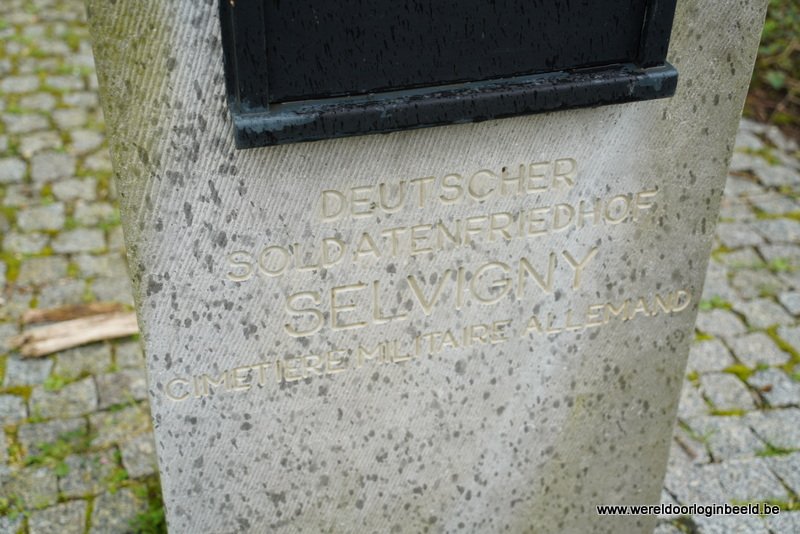 DEUTSCHER
SOLDATENFRIEDHOF
SELVIGNY
CIMETIERE MILITAIRE ALLEMAND
www.wereldoorloginbeeld.be